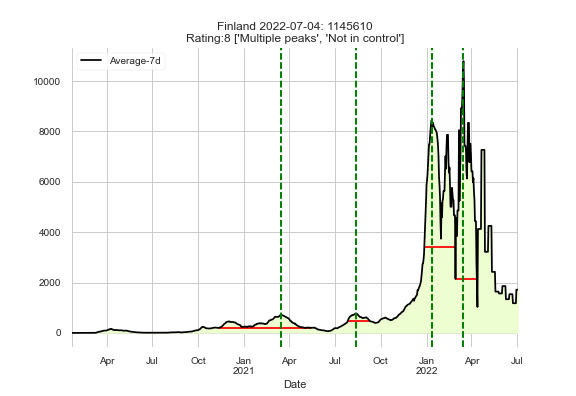 Finland 2022-07-04: 1145610
Rating:8 ['Multiple peaks', 'Not in control']
Average-7d
10000
8000
6000
4000
2000
0
Apr Jul Oct Jan Apr Jul Oct Jan Apr Jul
2021 2022
Date